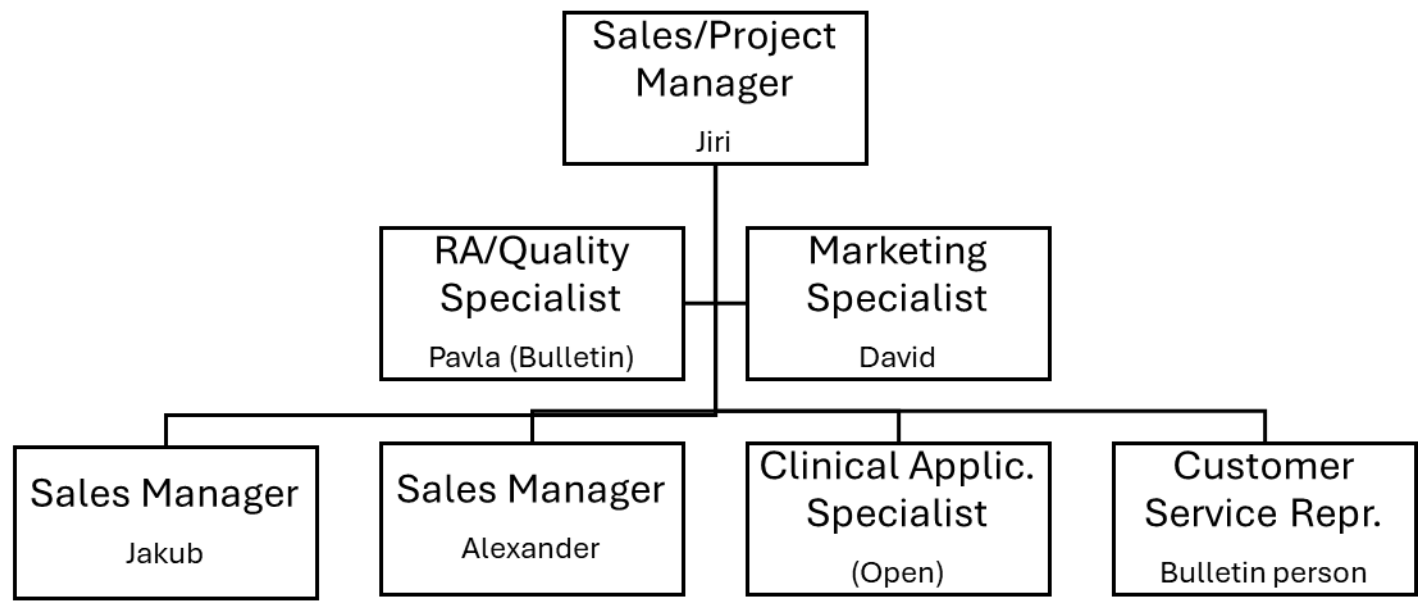 Sales/Project
Manager
Jiri
RA/Quality
Specialist
Pavla (Bulletin)
Marketing
Specialist
David
Sales Manager
Jakub
Sales Manager
Alexander
Clinical Applic.
Specialist
(Open)
Customer
Service Repr.
Bulletin person